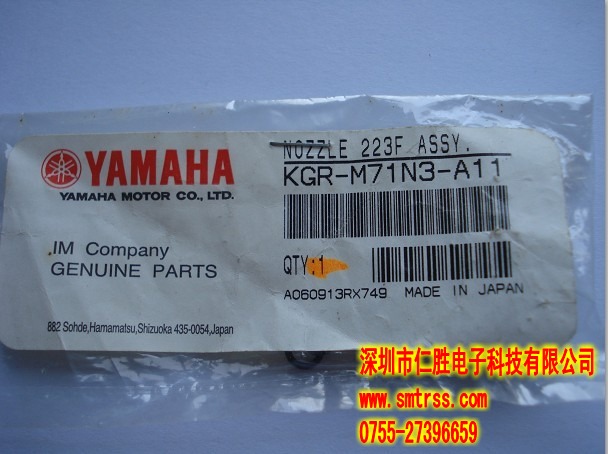 NOZZLE 223F ASSY.
YAMAHA
KGR-M71N3-A11
YAMAHA MOTOR CO., LTD.
IM Company
GENUINE PARTS
QTY:1
A060913RX749 MADE IN JAPAN
882 Sohde,Hamamatsu,Shizuoka 435-0054,Japan
深圳市仁胜电子科技有限公司
www.smtrss.com
0755-27396659